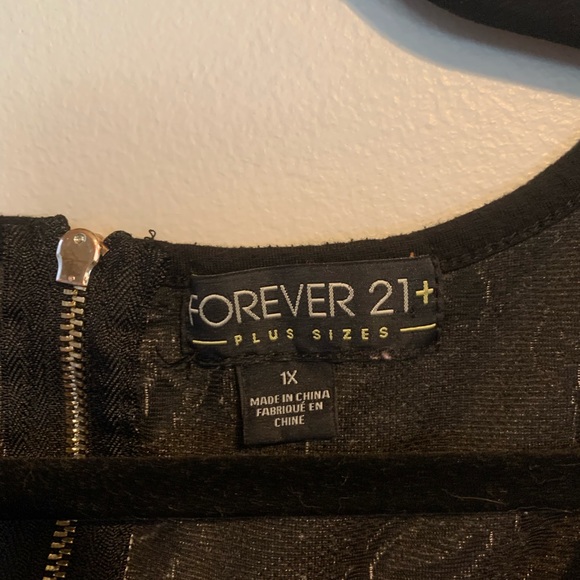 FOREVER 21+
PLUS SIZES
1X
MADE IN CHINA
FABRIQUÉ EN
CHINE